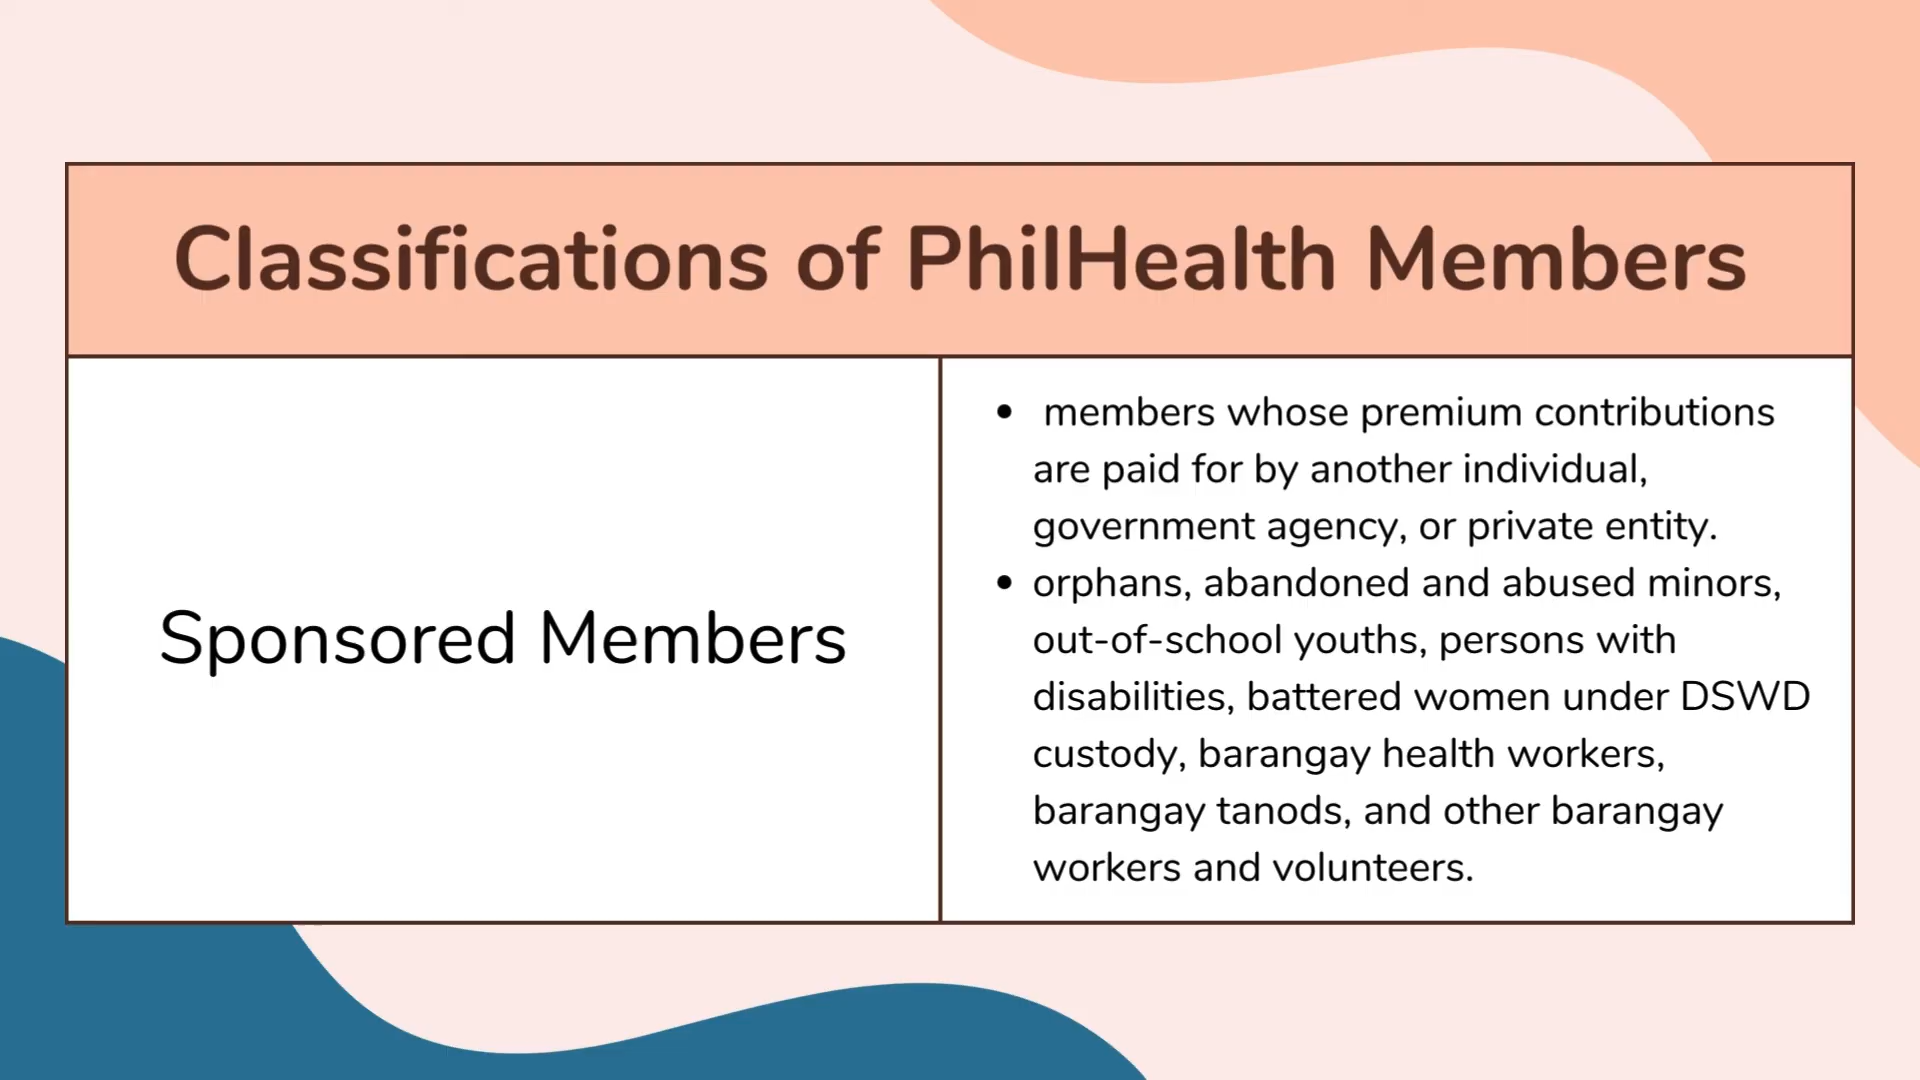 Classifications of PhilHealth Members
Sponsored Members
• members whose premium contributions
are paid for by another individual,
government agency, or private entity.
• orphans, abandoned and abused minors,
out-of-school youths, persons with
disabilities, battered women under DSWD
custody, barangay health workers,
barangay tanods, and other barangay
workers and volunteers.